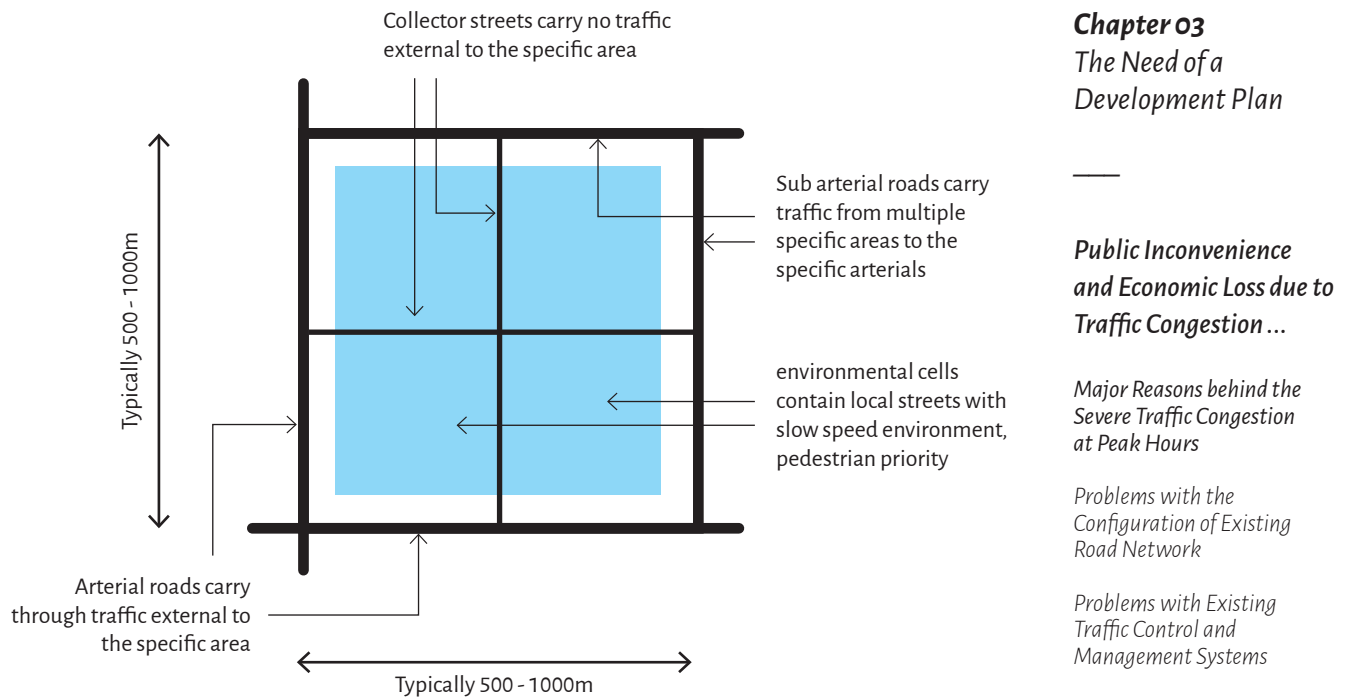 Collector streets carry no traffic
external to the specific area
Typically 500 - 1000m
Sub arterial roads carry
traffic from multiple
specific areas to the
specific arterials
environmental cells
contain local streets with
slow speed environment,
pedestrian priority
Arterial roads carry
through traffic external to
the specific area
Typically 500 - 1000m
Chapter 03
The Need of a
Development Plan
Public Inconvenience
and Economic Loss due to
Traffic Congestion ...
Major Reasons behind the
Severe Traffic Congestion
at Peak Hours
Problems with the
Configuration of Existing
Road Network
Problems with Existing
Traffic Control and
Management Systems